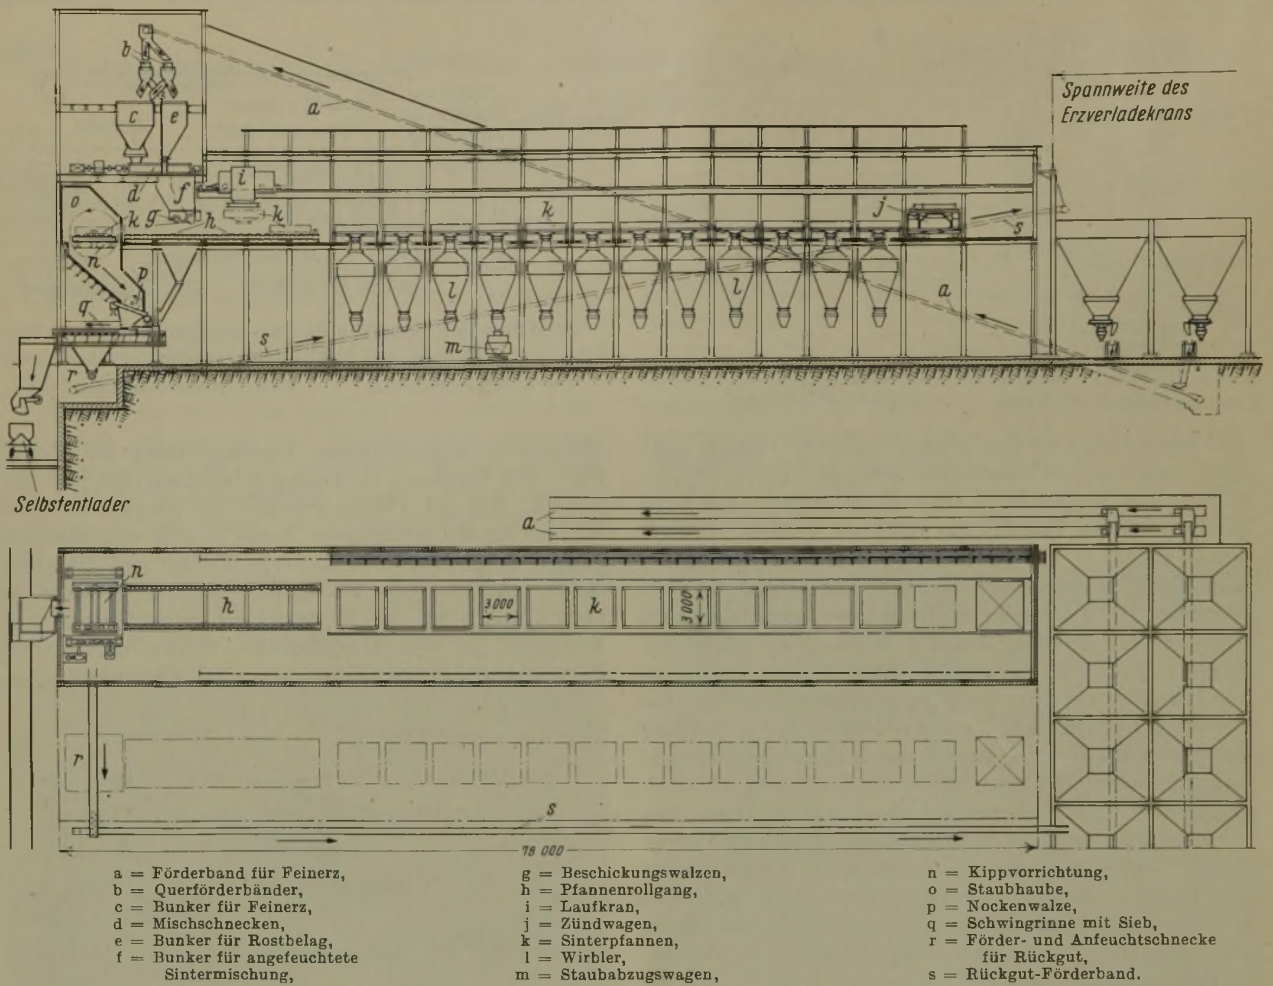 b
a
Spannweite des
Erzverladekrans
c
e
d
f
i
o
k
g
h
k
k
j
s
n
p
l
l
a
q
s
m
r
Selbstentlader
a
n
h
3000
k
3000
r
s
78 000
a = Förderband für Feinerz,
b = Querförderbänder,
c = Bunker für Feinerz,
d = Mischschnecken,
e = Bunker für Rostbelag,
f = Bunker für angefeuchtete
Sintermischung,
g = Beschickungswalzen,
h = Pfannenrollgang,
i = Laufkran,
j = Zündwagen,
k = Sinterpfannen,
l = Wirbler,
m = Staubabzugswagen,
n = Kippvorrichtung,
o = Staubhaube,
p = Nockenwalze,
q = Schwingrinne mit Sieb,
r = Förder- und Anfeuchtschnecke
für Rückgut,
s = Rückgut-Förderband.